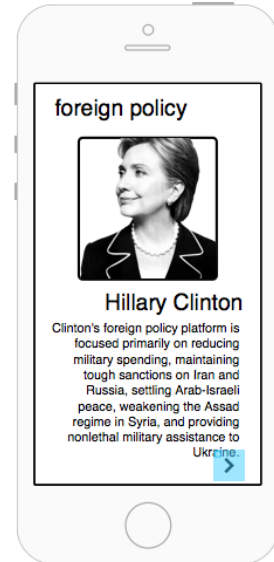 foreign policy
Hillary Clinton
Clinton's foreign policy platform is
focused primarily on reducing
military spending, maintaining
tough sanctions on Iran and
Russia, settling Arab-Israeli
peace, weakening the Assad
regime in Syria, and providing
nonlethal military assistance to
Ukraine.